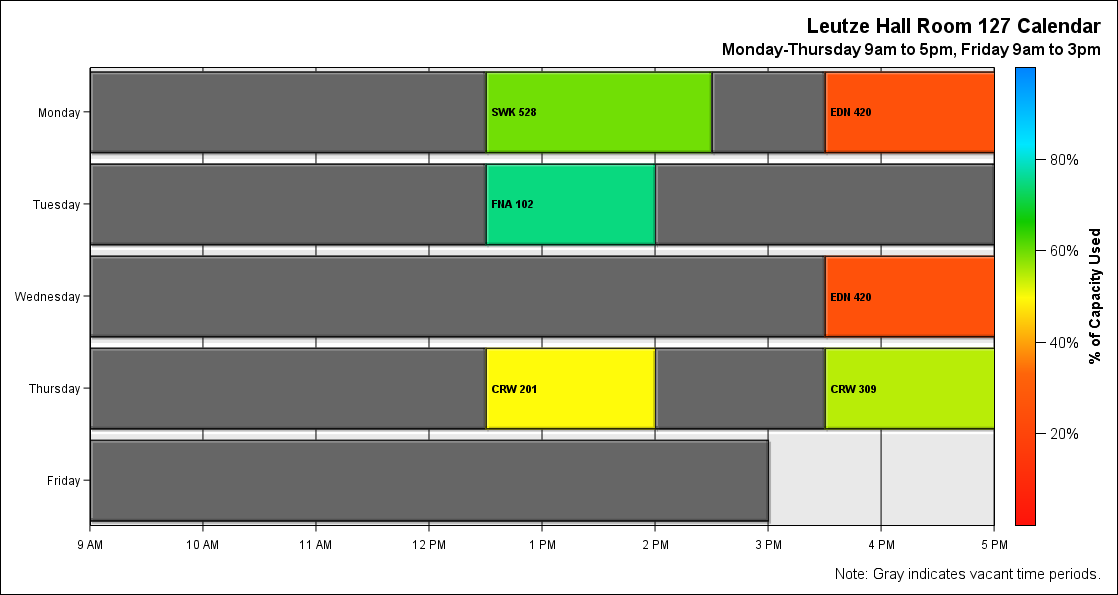 Leutze Hall Room 127 Calendar
Monday-Thursday 9am to 5pm, Friday 9am to 3pm
Monday
SWK 528
EDN 420
Tuesday
FNA 102
Wednesday
EDN 420
Thursday
CRW 201
CRW 309
Friday
9 AM
10 AM
11 AM
12 PM
1 PM
2 PM
3 PM
4 PM
5 PM
80%
60%
40%
20%
% of Capacity Used
Note: Gray indicates vacant time periods.